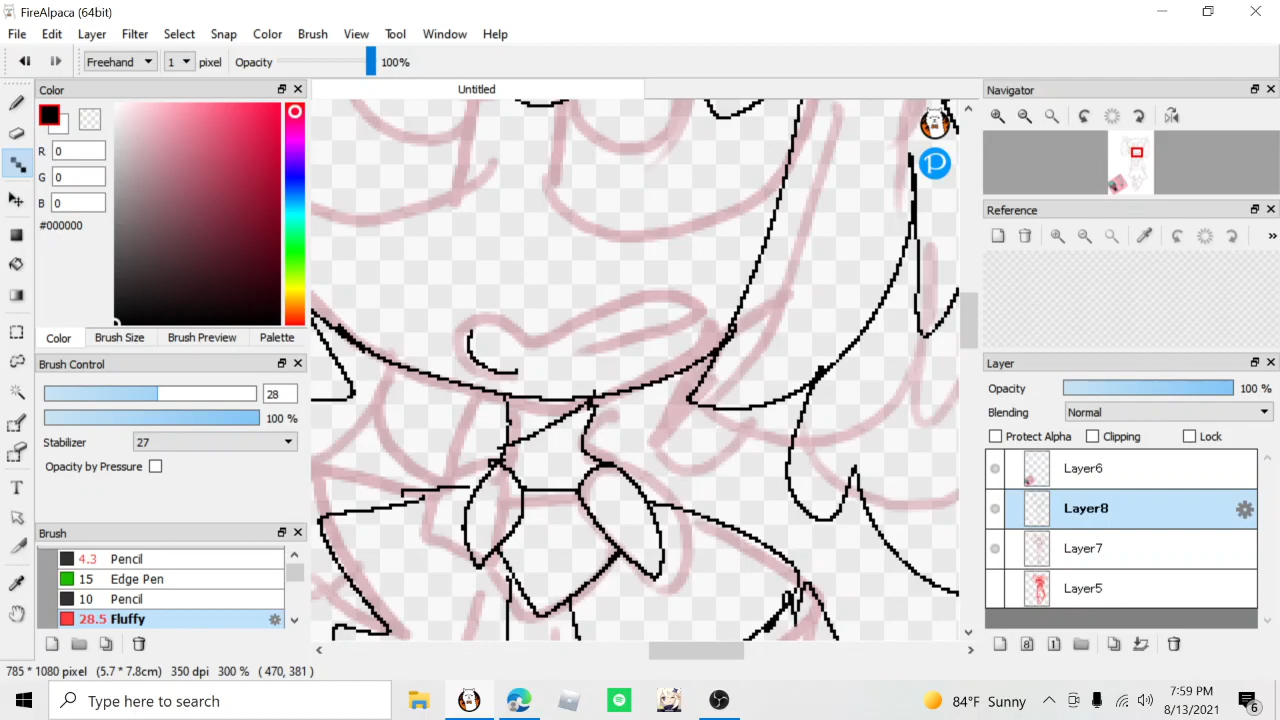 FireAlpaca (64bit)
File Edit Layer Filter Select Snap Color Brush View Tool Window Help
Freehand 1 pixel Opacity 100%
Color
Untitled
Navigator
R 0
G 0
B 0
#000000
Reference
Color Brush Size Brush Preview Palette
Brush Control
28
100 %
Stabilizer 27
Opacity by Pressure
Layer
Opacity 100 %
Blending Normal
Protect Alpha Clipping Lock
Layer6
Layer8
Layer7
Layer5
Brush
4.3 Pencil
15 Edge Pen
10 Pencil
28.5 Fluffy
785 * 1080 pixel (5.7 * 7.8cm) 350 dpi 300 % ( 470, 381 )
Type here to search
84°F Sunny
7:59 PM
8/13/2021
6